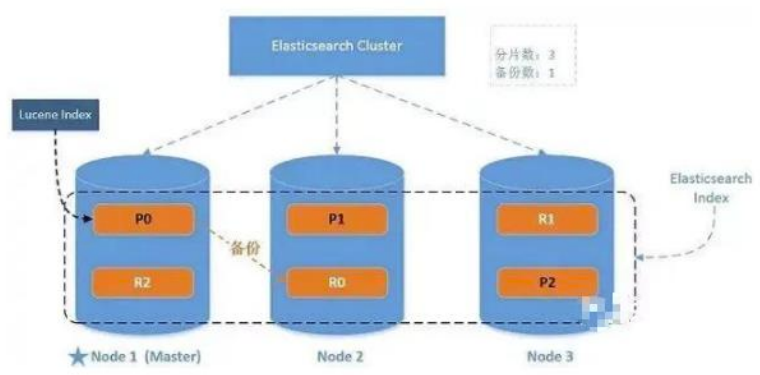 Elasticsearch Cluster
分片数：3
备份数：1
Lucene Index
Elasticsearch
Index
P0
P1
R1
备份
R2
R0
P2
Node 1 (Master)
Node 2
Node 3